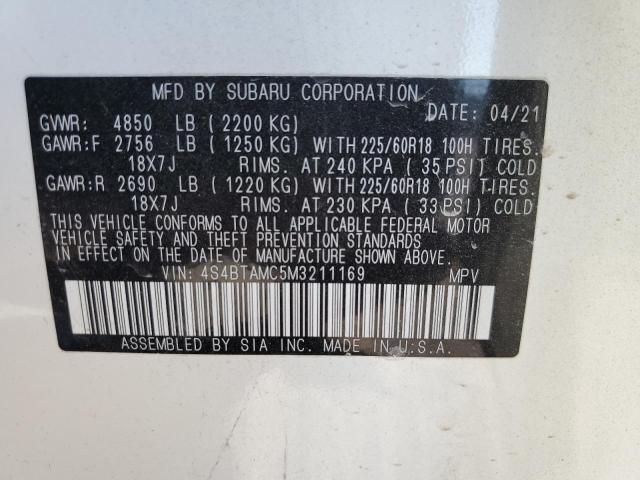 MFD BY SUBARU CORPORATION
DATE: 04/21
GVWR: 4850 LB (2200 KG)
GAWR:F 2756 LB (1250 KG) WITH 225/60R18 100H TIRES.
18X7J RIMS. AT 240 KPA (35 PSI) COLD
GAWR:R 2690 LB (1220 KG) WITH 225/60R18 100H TIRES.
18X7J RIMS. AT 230 KPA (33 PSI) COLD
THIS VEHICLE CONFORMS TO ALL APPLICABLE FEDERAL MOTOR
VEHICLE SAFETY AND THEFT PREVENTION STANDARDS
IN EFFECT ON THE DATE OF MANUFACTURE SHOWN ABOVE.
VIN: 4S4BTAMC5M3211169 MPV
ASSEMBLED BY SIA INC. MADE IN U.S.A.